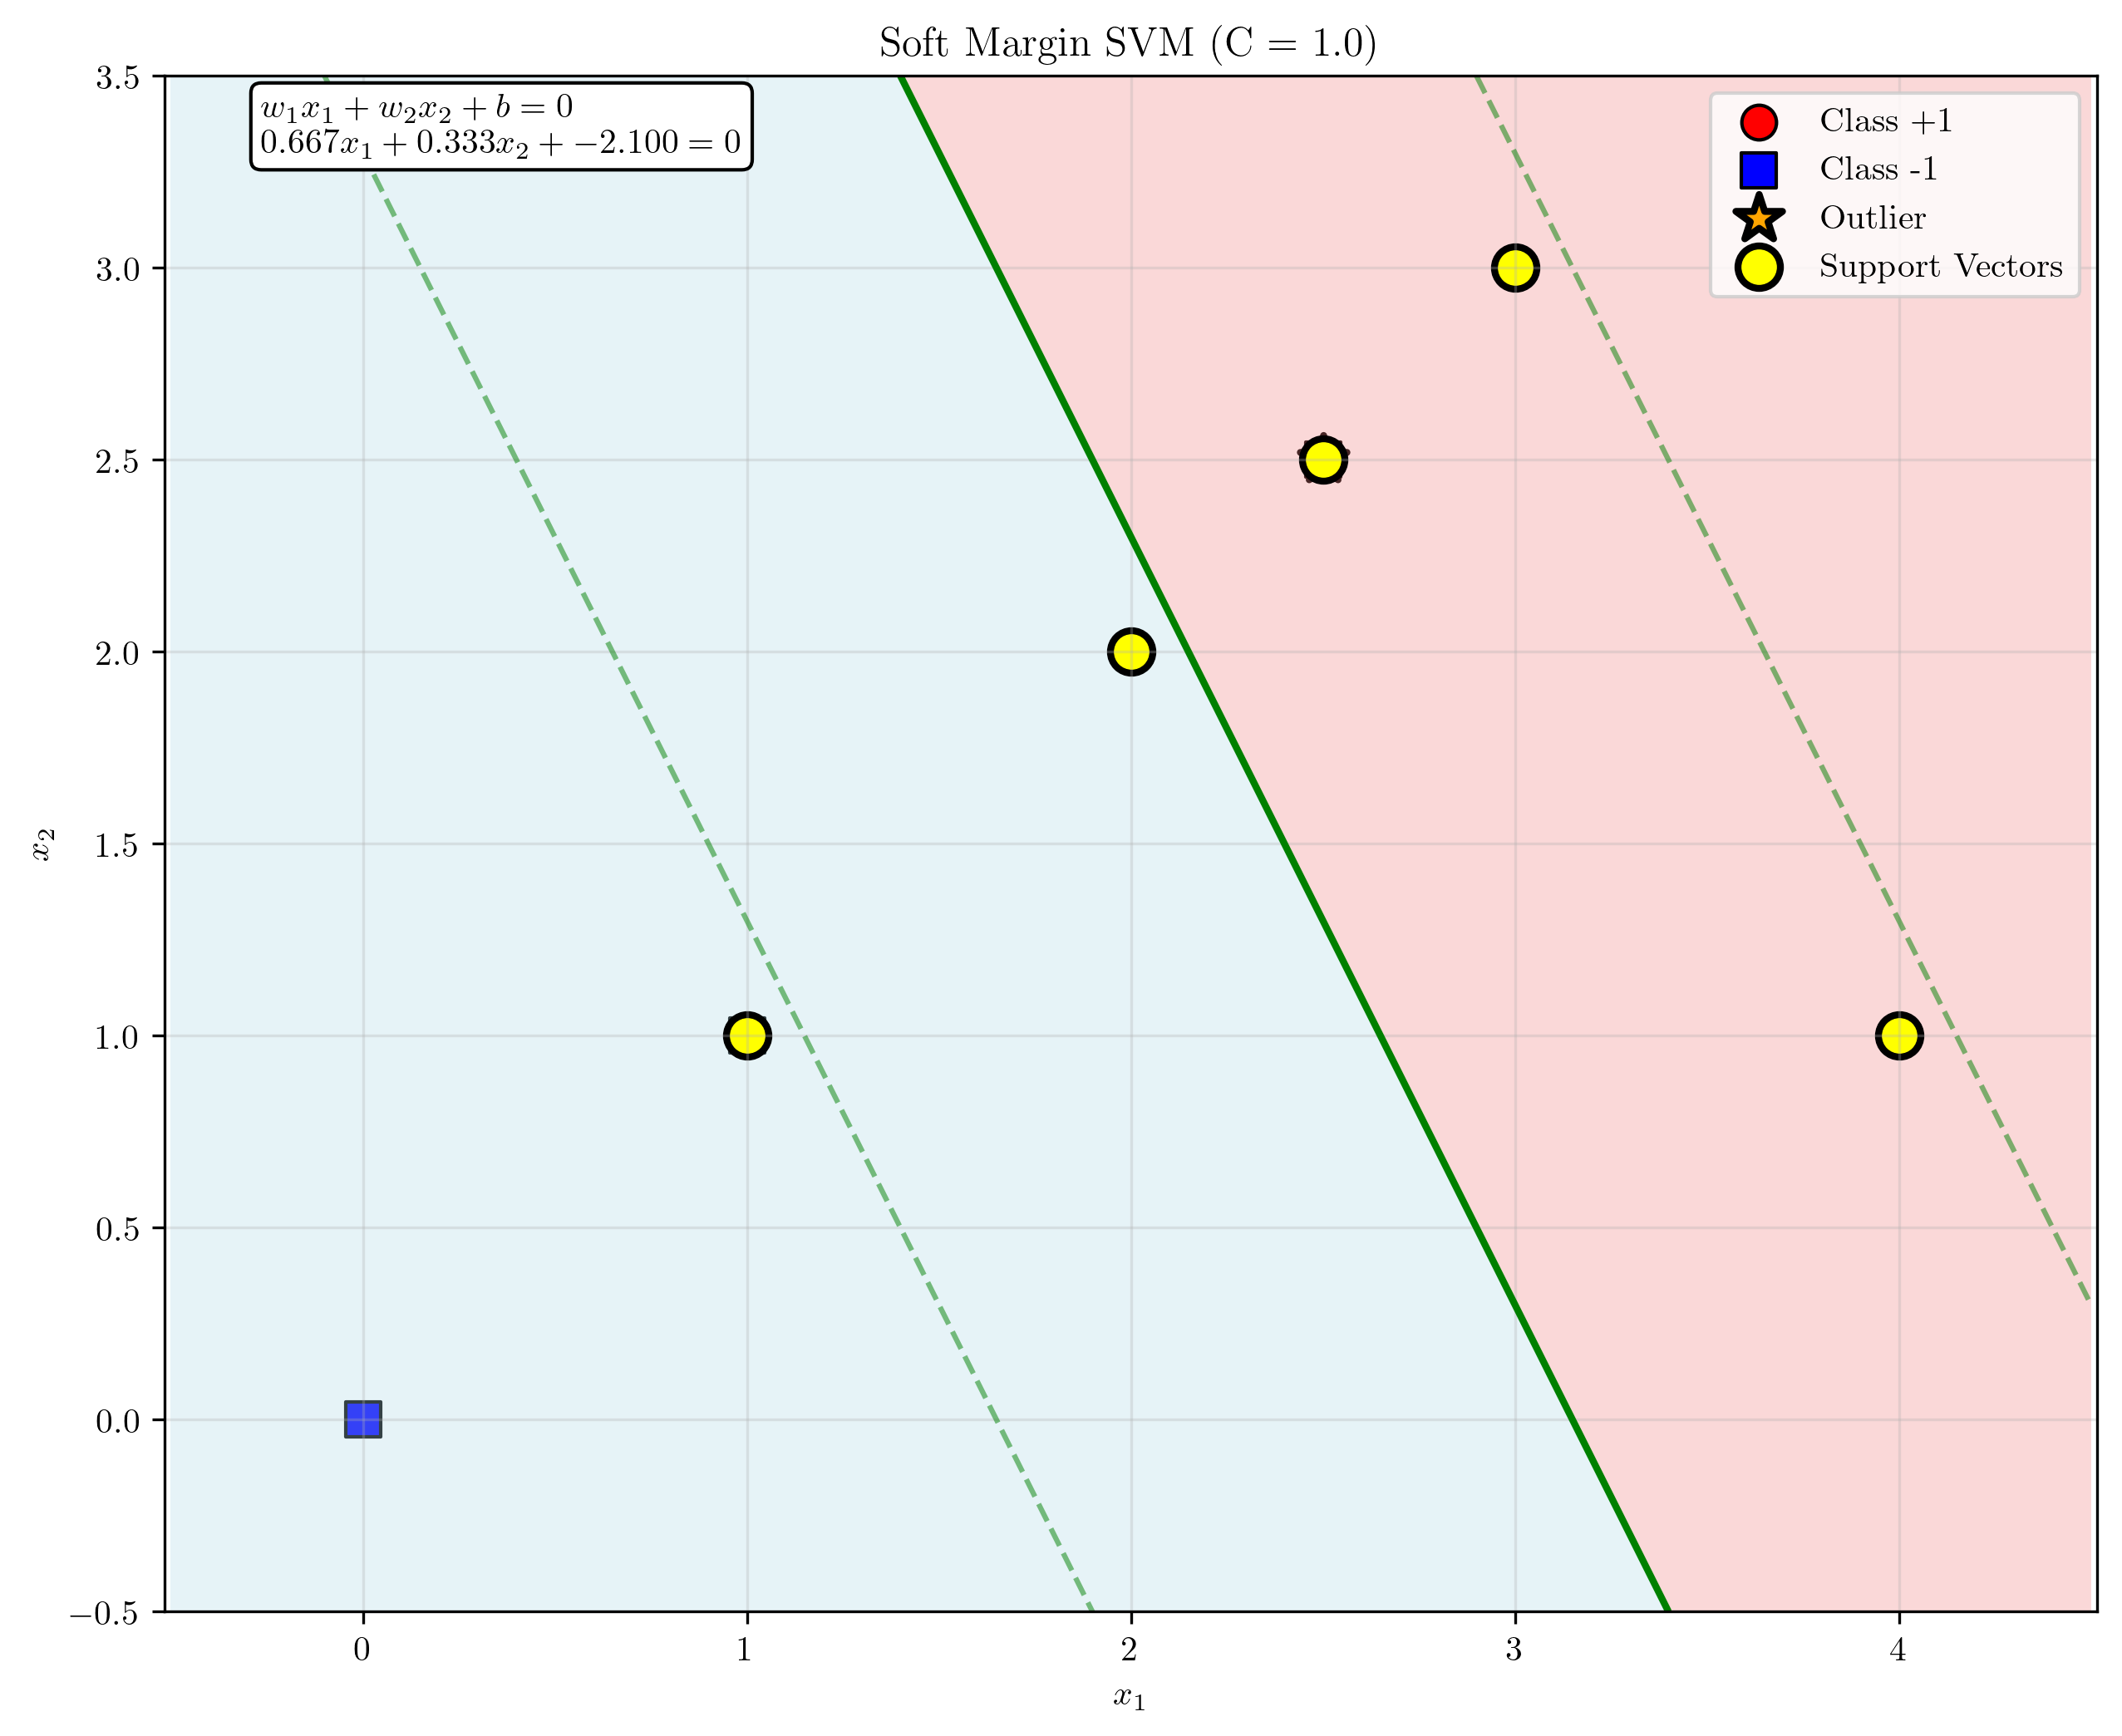 Soft Margin SVM (C = 1.0)
w₁x₁ + w₂x₂ + b = 0
0.667x₁ + 0.333x₂ + −2.100 = 0
Class +1
Class -1
Outlier
Support Vectors
3.5
3.0
2.5
2.0
1.5
1.0
0.5
0.0
−0.5
x₂
0
1
2
3
4
x₁